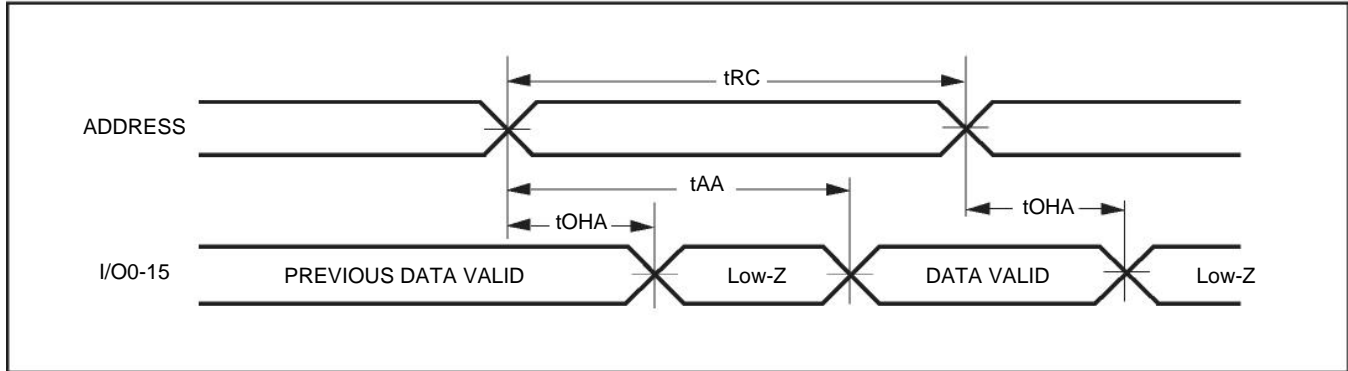 tRC
ADDRESS
tAA
tOHA
tOHA
I/O0-15
PREVIOUS DATA VALID
Low-Z
DATA VALID
Low-Z